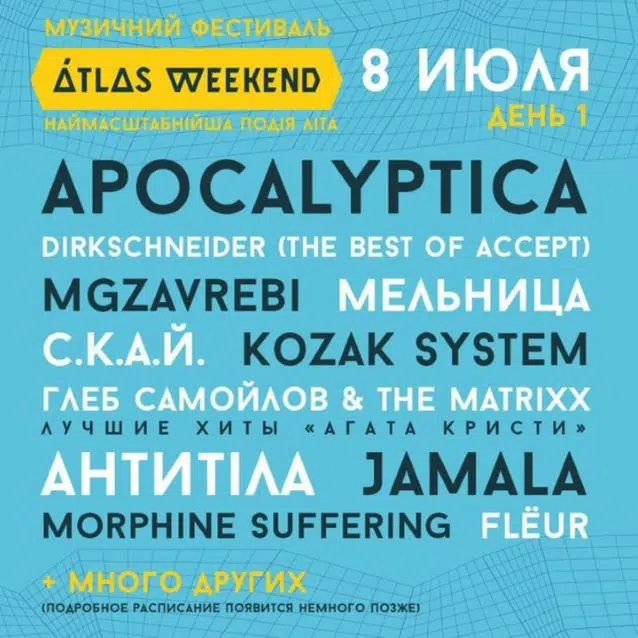 МУЗИЧНИЙ ФЕСТИВАЛЬ
ÁTLAS WEEKEND
НАЙМАСШТАБНІЙША ПОДІЯ ЛІТА
8 ИЮЛЯ
ДЕНЬ 1
APOCALYPTICA
DIRKSCHNEIDER (THE BEST OF ACCEPT)
MGZAVREBI МЕЛЬНИЦА
С.К.А.Й. KOZAK SYSTEM
ГЛЕБ САМОЙЛОВ & THE MATRIXX
ЛУЧШИЕ ХИТЫ «АГАТА КРИСТИ»
АНТИТІЛА JAMALA
MORPHINE SUFFERING FLЁUR
+ МНОГО ДРУГИХ
(ПОДРОБНОЕ РАСПИСАНИЕ ПОЯВИТСЯ НЕМНОГО ПОЗЖЕ)